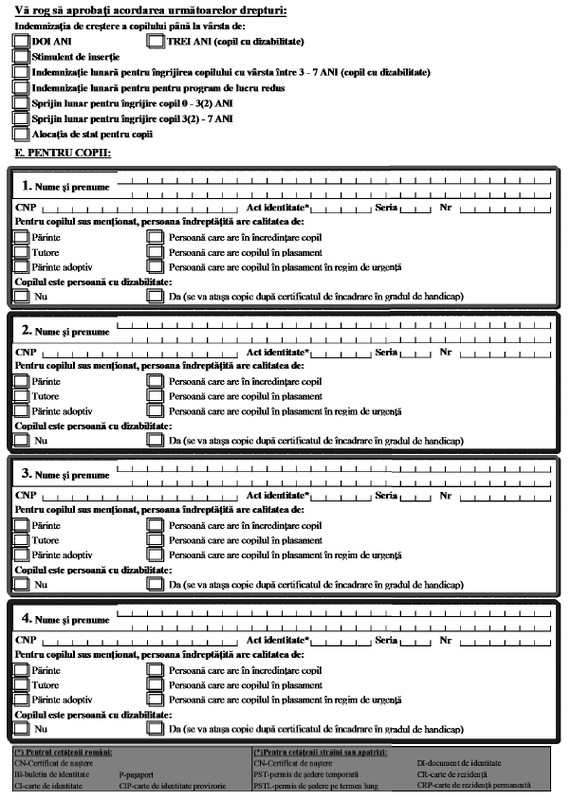 Vă rog să aprobați acordarea următoarelor drepturi:
Indemnizația de creștere a copilului până la vârsta de:
DOI ANI TREI ANI (copil cu dizabilitate)
Stimulent de inserție
Indemnizație lunară pentru îngrijirea copilului cu vârsta între 3 - 7 ANI (copil cu dizabilitate)
Indemnizație lunară pentru pentru program de lucru redus
Sprijin lunar pentru îngrijire copil 0 - 3(2) ANI
Sprijin lunar pentru îngrijire copil 3(2) - 7 ANI
Alocația de stat pentru copii
E. PENTRU COPII:
1. Nume și prenume
CNP Act identitate* Seria Nr
Pentru copilul sus menționat, persoana îndreptățită are calitatea de:
Părinte Persoană care are în încredințare copil
Tutore Persoană care are copilul în plasament
Părinte adoptiv Persoană care are copilul în plasament în regim de urgență
Copilul este persoană cu dizabilitate:
Nu Da (se va atașa copie după certificatul de încadrare în gradul de handicap)
2. Nume și prenume
CNP Act identitate* Seria Nr
Pentru copilul sus menționat, persoana îndreptățită are calitatea de:
Părinte Persoană care are în încredințare copil
Tutore Persoană care are copilul în plasament
Părinte adoptiv Persoană care are copilul în plasament în regim de urgență
Copilul este persoană cu dizabilitate:
Nu Da (se va atașa copie după certificatul de încadrare în gradul de handicap)
3. Nume și prenume
CNP Act identitate* Seria Nr
Pentru copilul sus menționat, persoana îndreptățită are calitatea de:
Părinte Persoană care are în încredințare copil
Tutore Persoană care are copilul în plasament
Părinte adoptiv Persoană care are copilul în plasament în regim de urgență
Copilul este persoană cu dizabilitate:
Nu Da (se va atașa copie după certificatul de încadrare în gradul de handicap)
4. Nume și prenume
CNP Act identitate* Seria Nr
Pentru copilul sus menționat, persoana îndreptățită are calitatea de:
Părinte Persoană care are în încredințare copil
Tutore Persoană care are copilul în plasament
Părinte adoptiv Persoană care are copilul în plasament în regim de urgență
Copilul este persoană cu dizabilitate:
Nu Da (se va atașa copie după certificatul de încadrare în gradul de handicap)
(*) Pentrul cetățenii români: (*)Pentru cetățenii străini sau apatrizi:
CN-Certificat de naștere CN-Certificat de naștere DI-document de identitate
BI-buletin de identitate P-pașaport PST-permis de ședere temporară CR-carte de rezidență
CI-carte de identitate CIP-carte de identitate provizorie PSTL-permis de ședere pe termen lung CRP-carte de rezidență permanentă